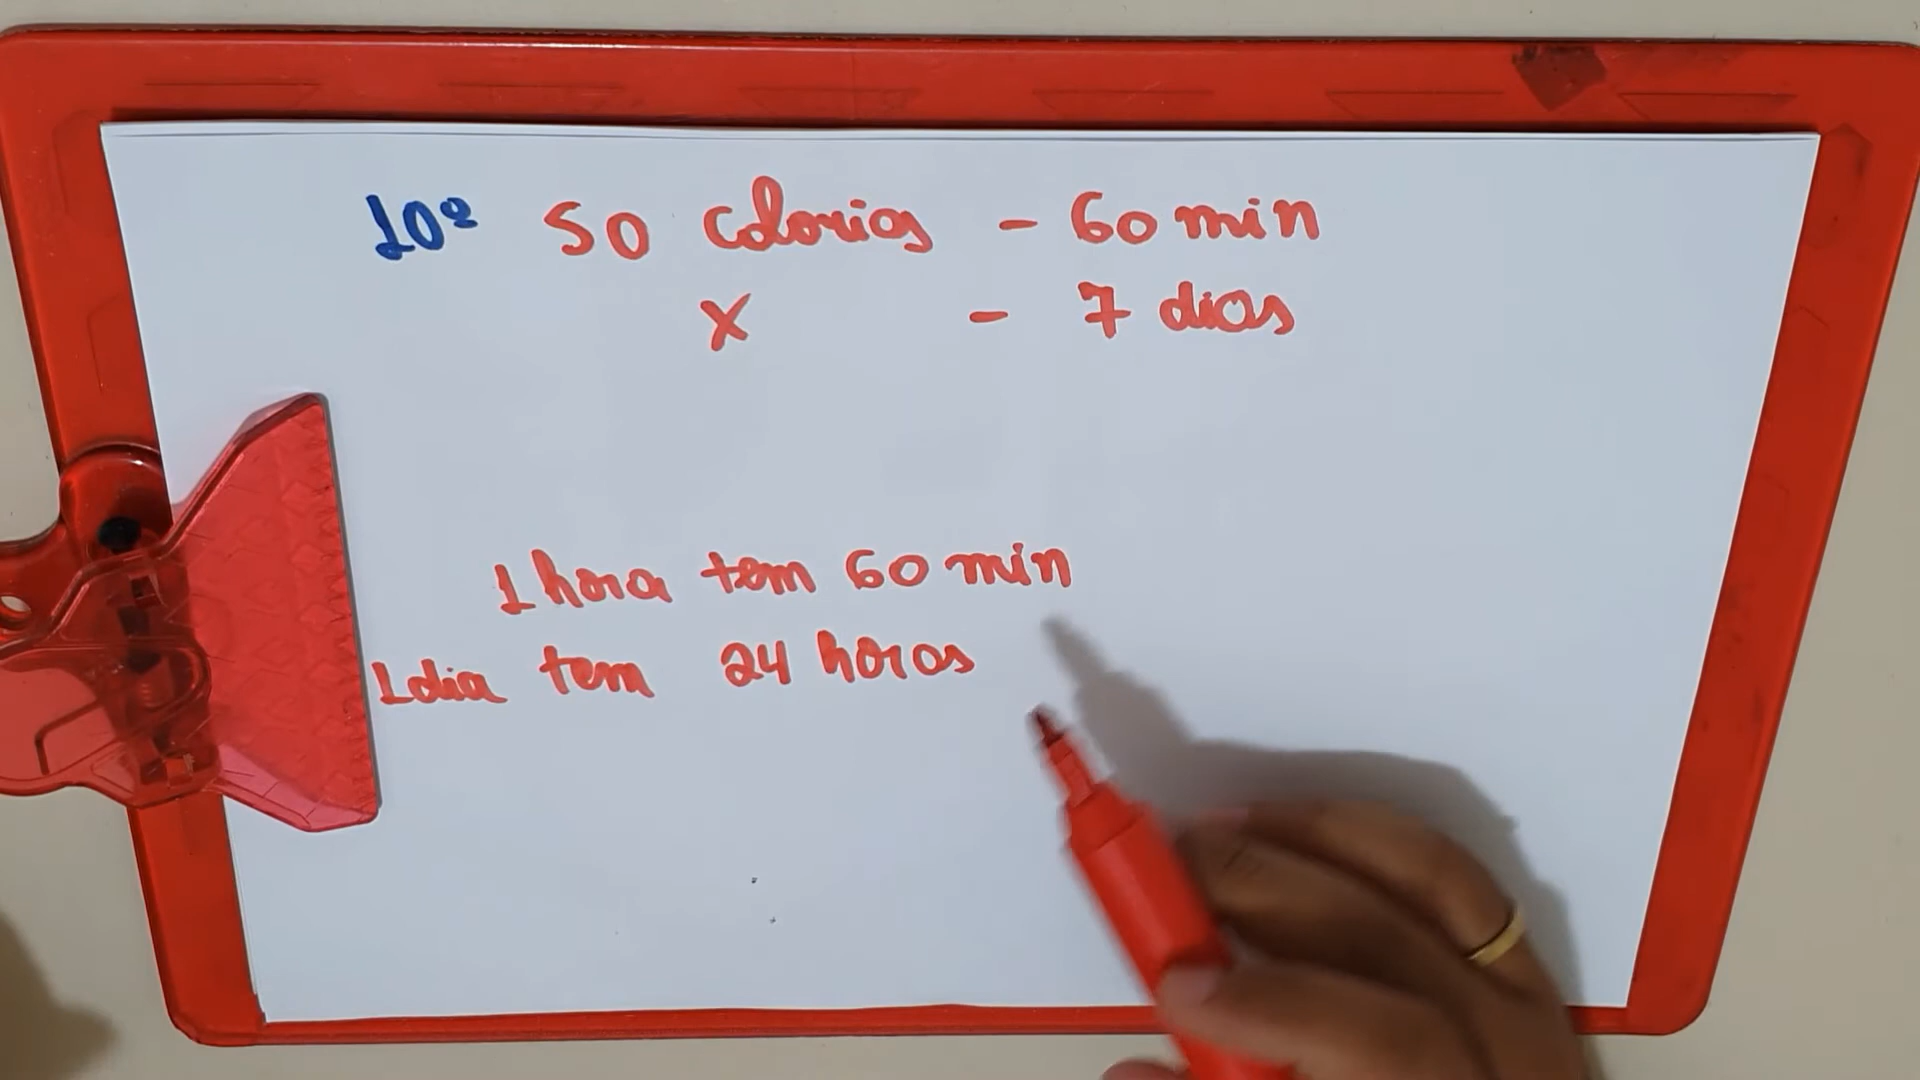 10º 50 Calorias - 60 min
x - 7 dias
1 hora tem 60 min
1 dia tem 24 horas